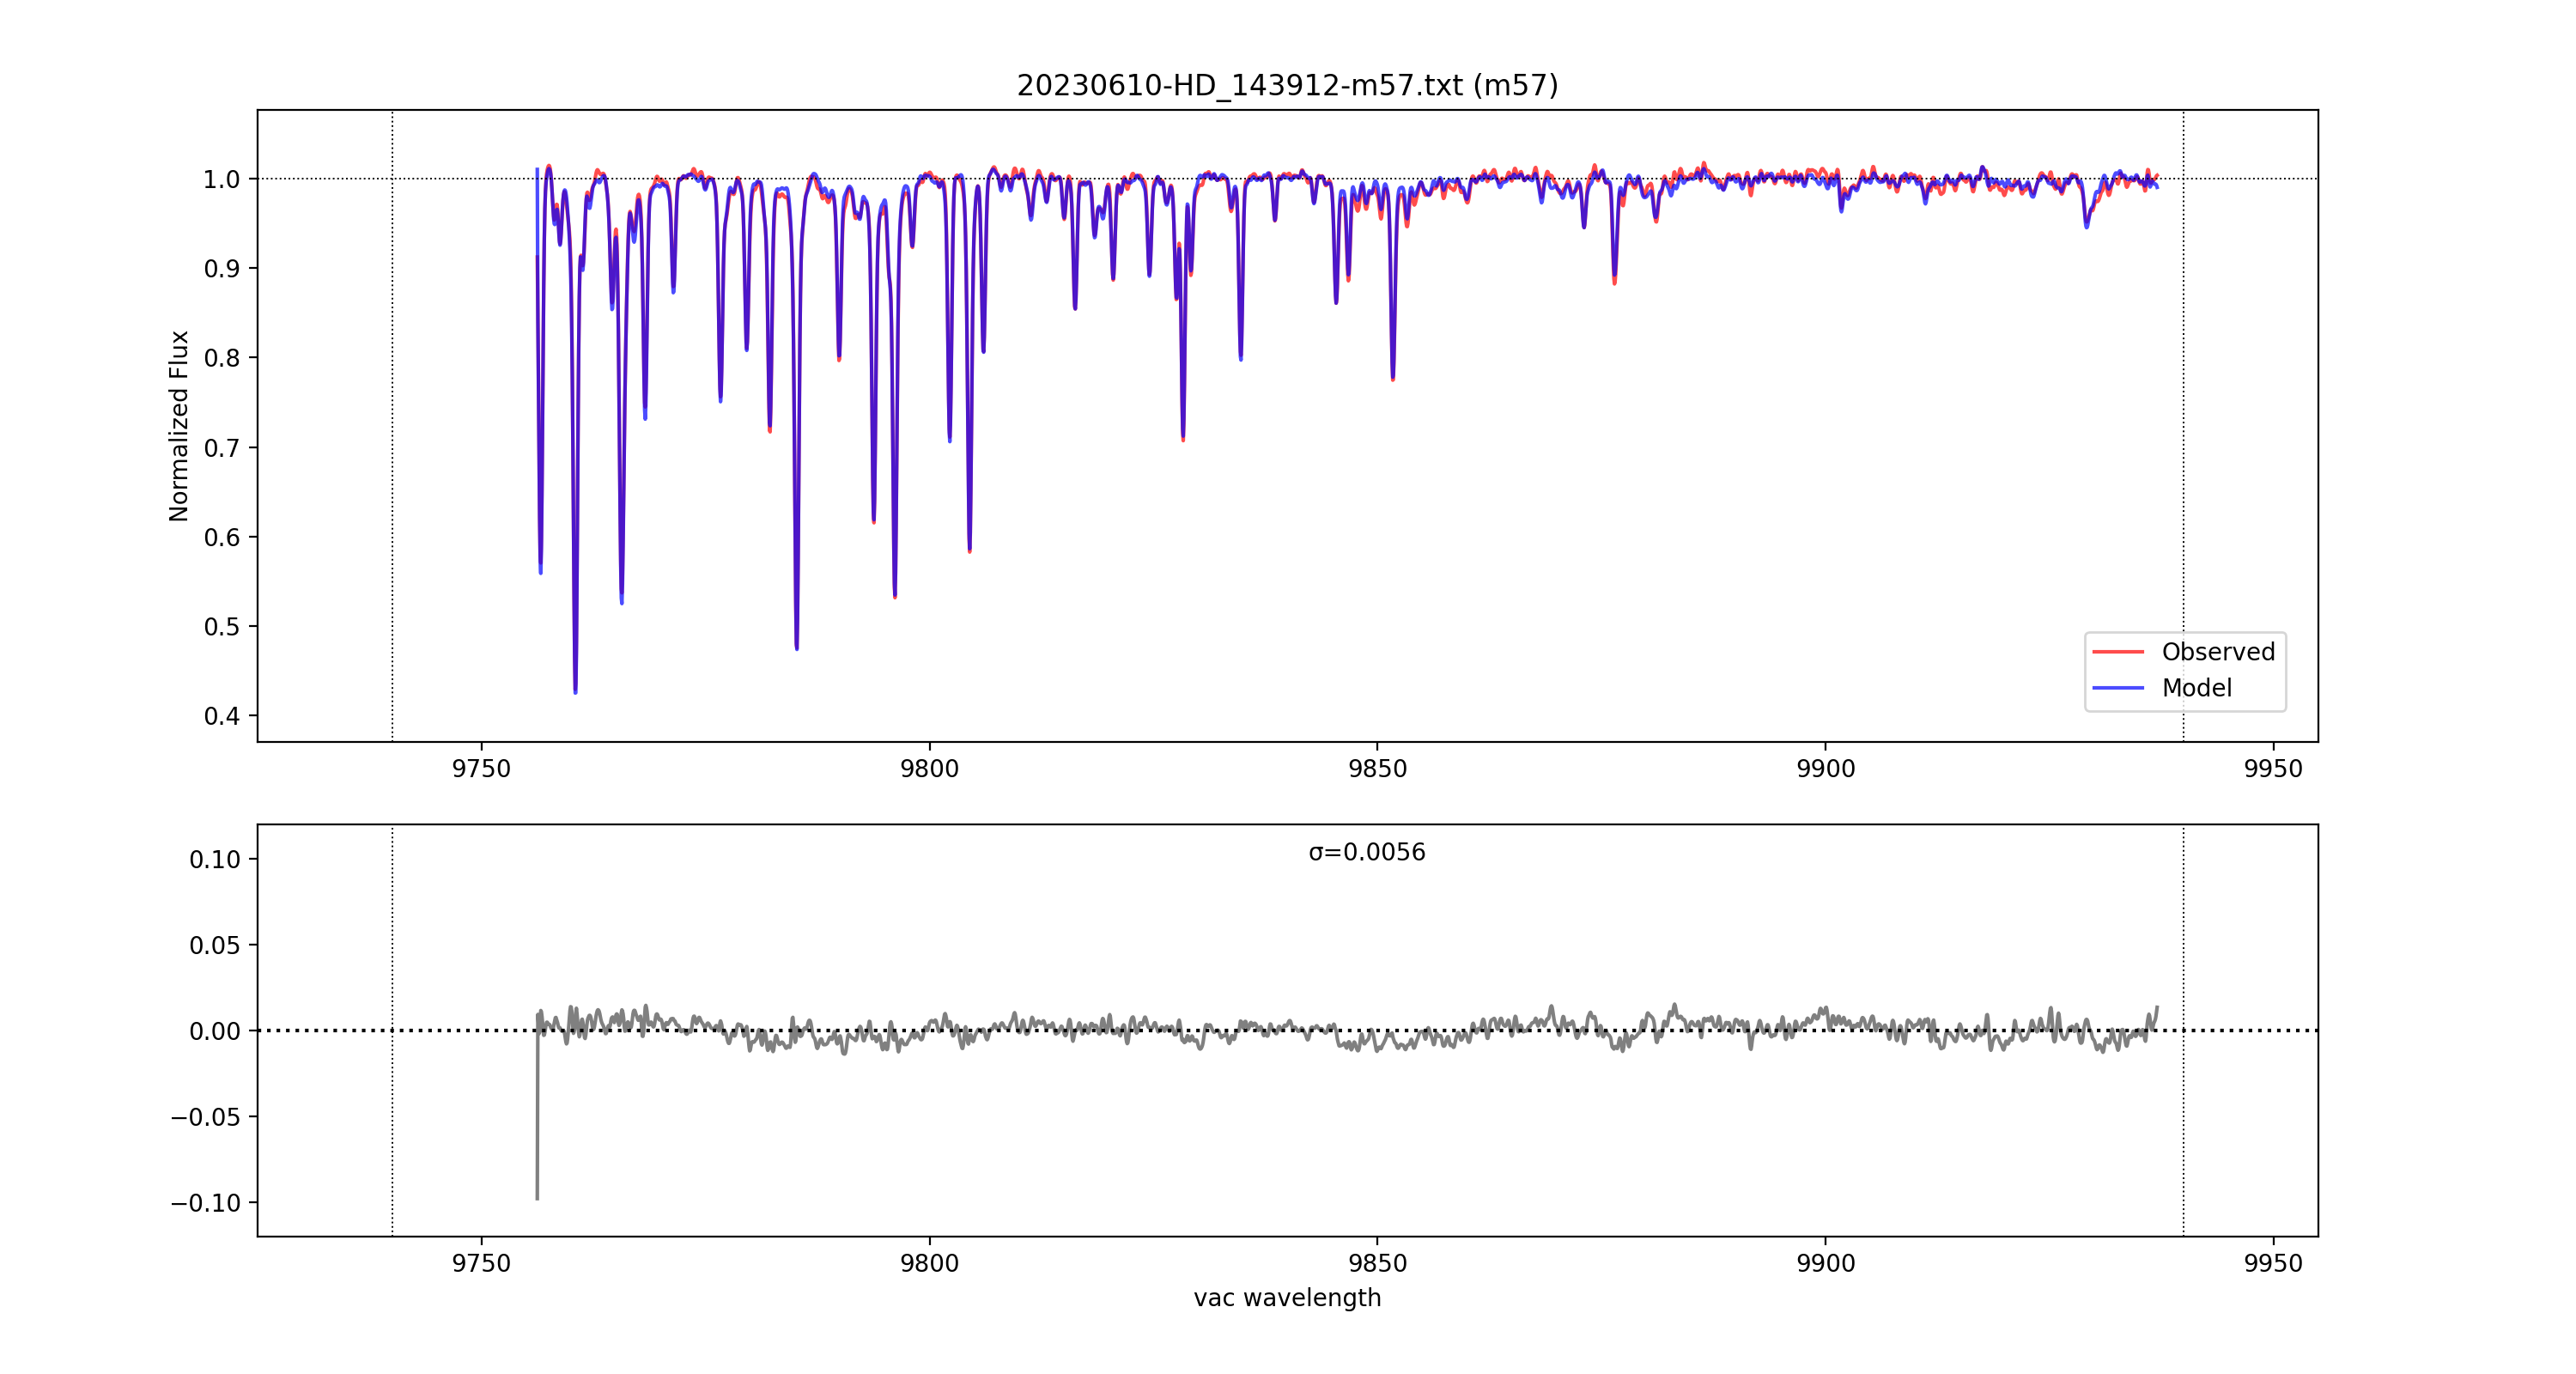 20230610-HD_143912-m57.txt (m57)
1.0
0.9
0.8
0.7
0.6
0.5
0.4
Normalized Flux
Observed
Model
9750 9800 9850 9900 9950
σ=0.0056
0.10
0.05
0.00
−0.05
−0.10
9750 9800 9850 9900 9950
vac wavelength